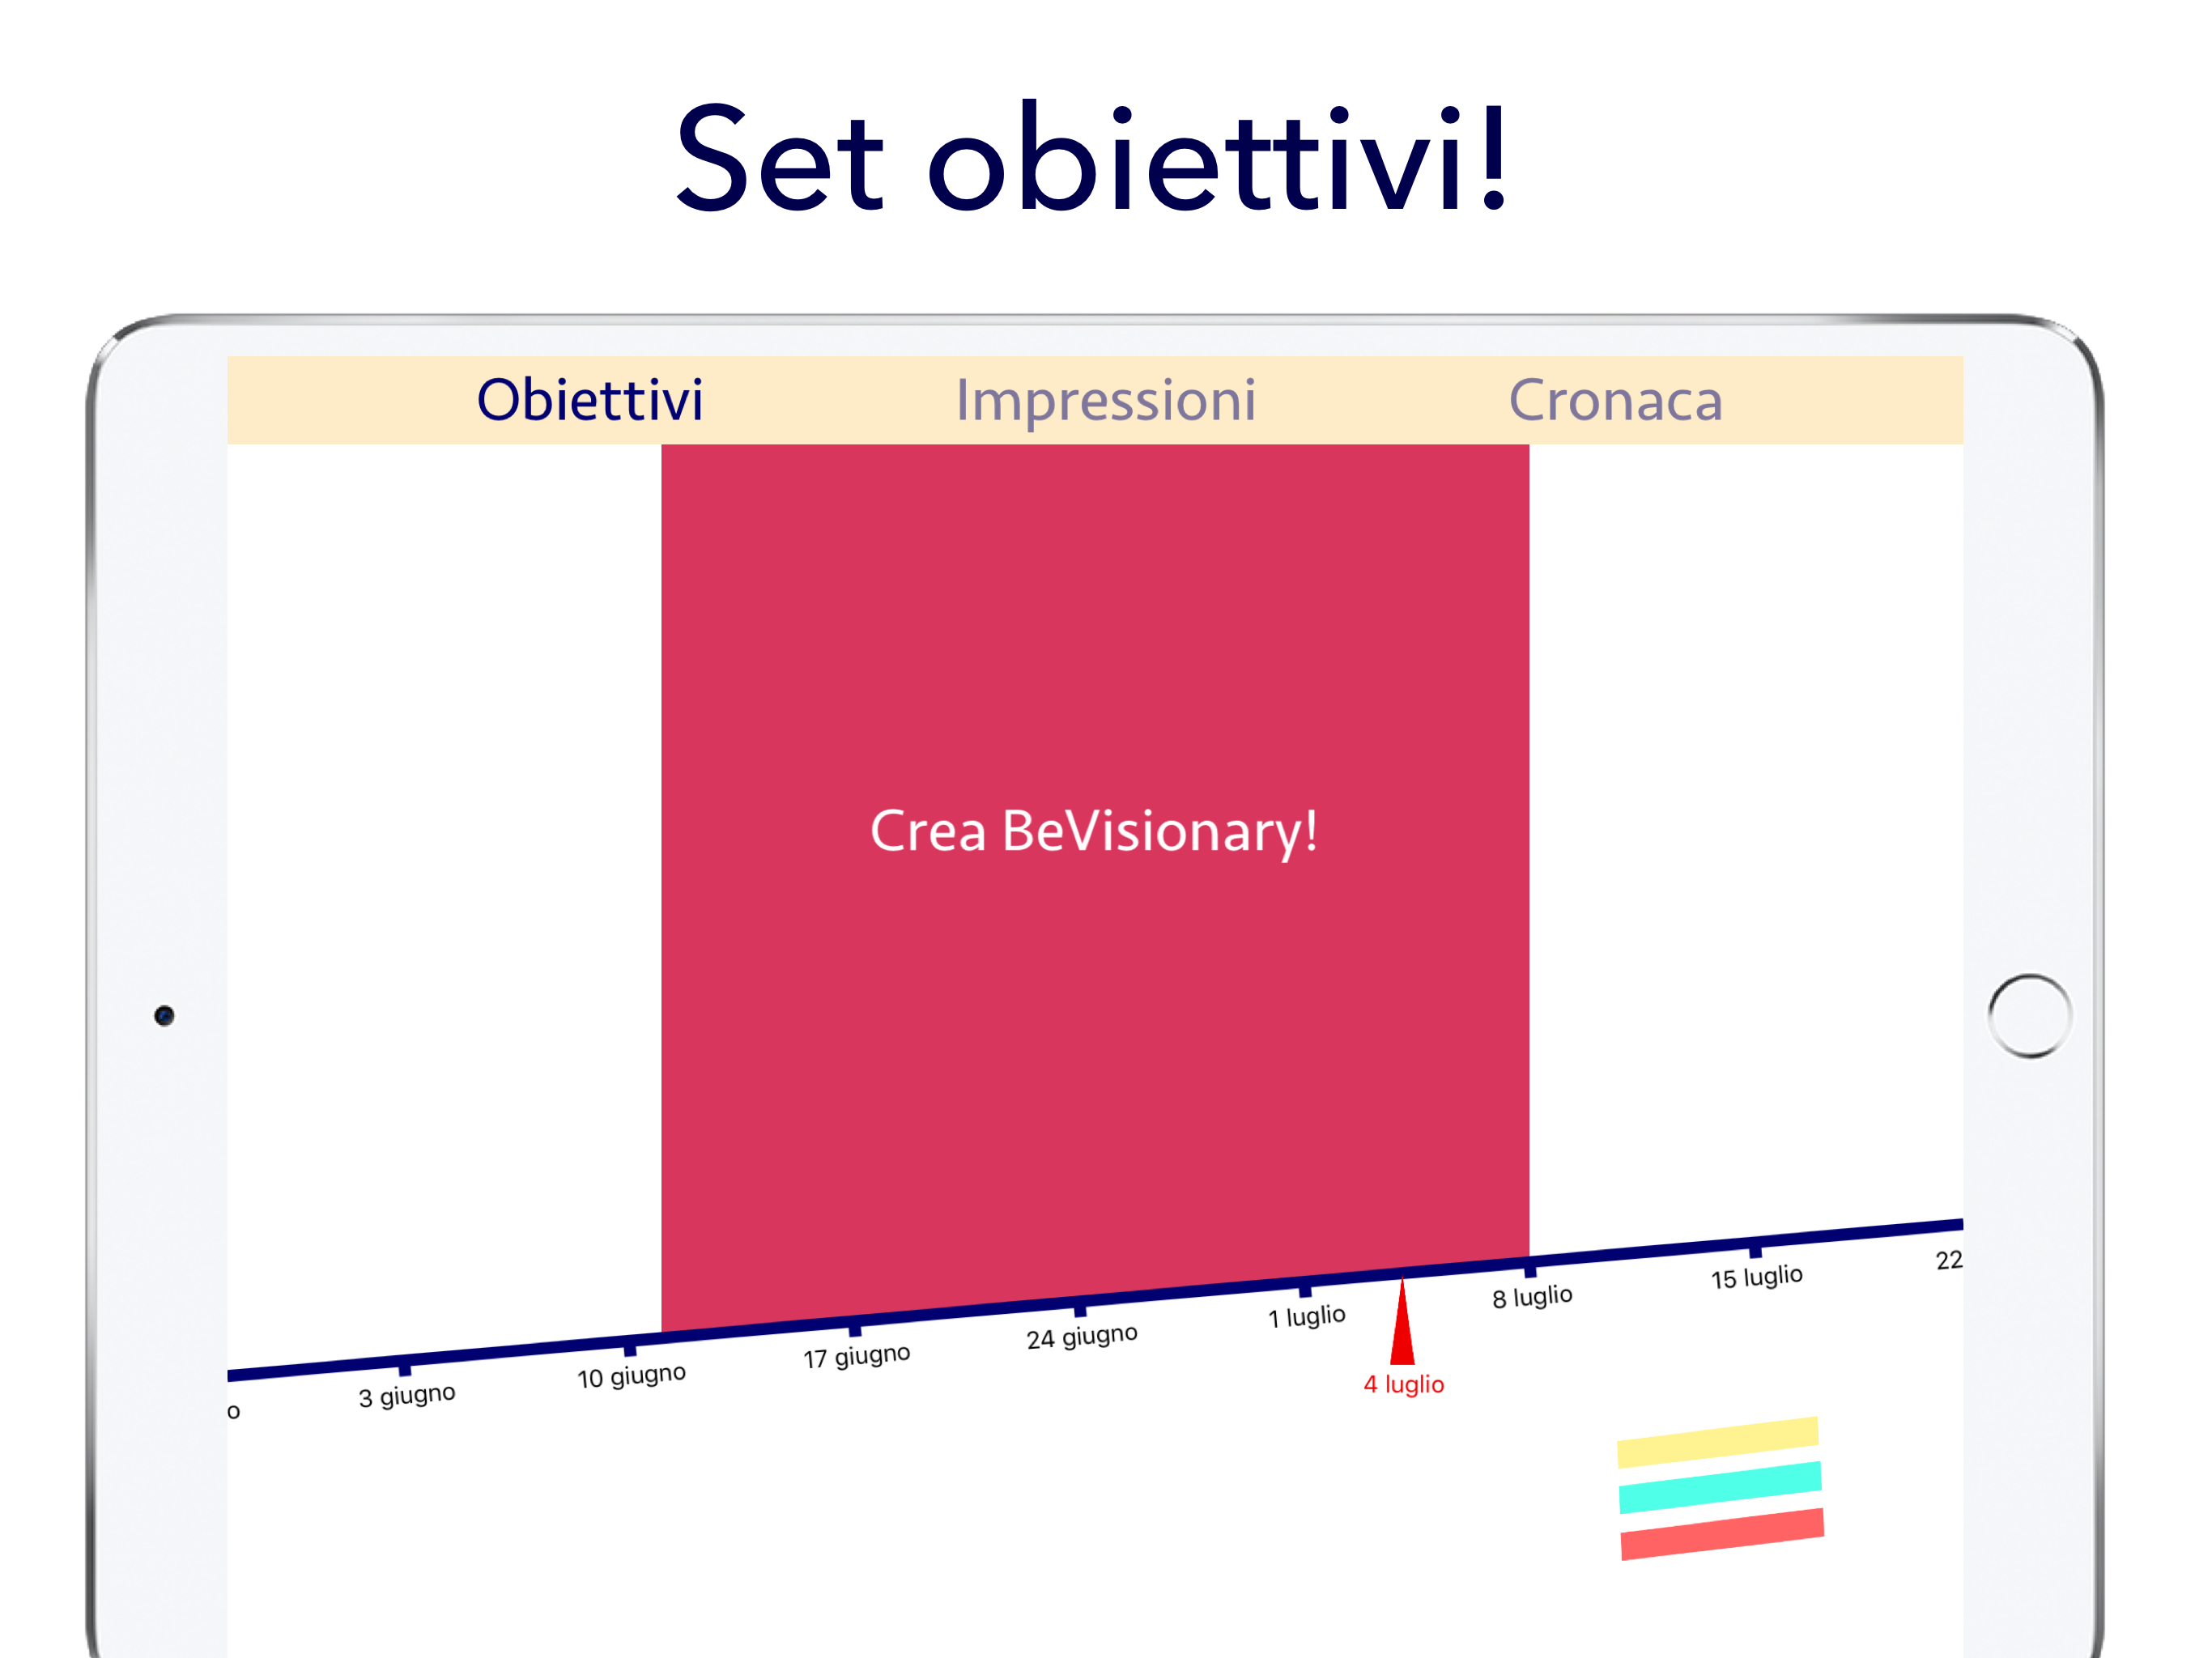 Set obiettivi!
Obiettivi Impressioni Cronaca
Crea BeVisionary!
o 3 giugno 10 giugno 17 giugno 24 giugno 1 luglio 8 luglio 15 luglio 22
4 luglio